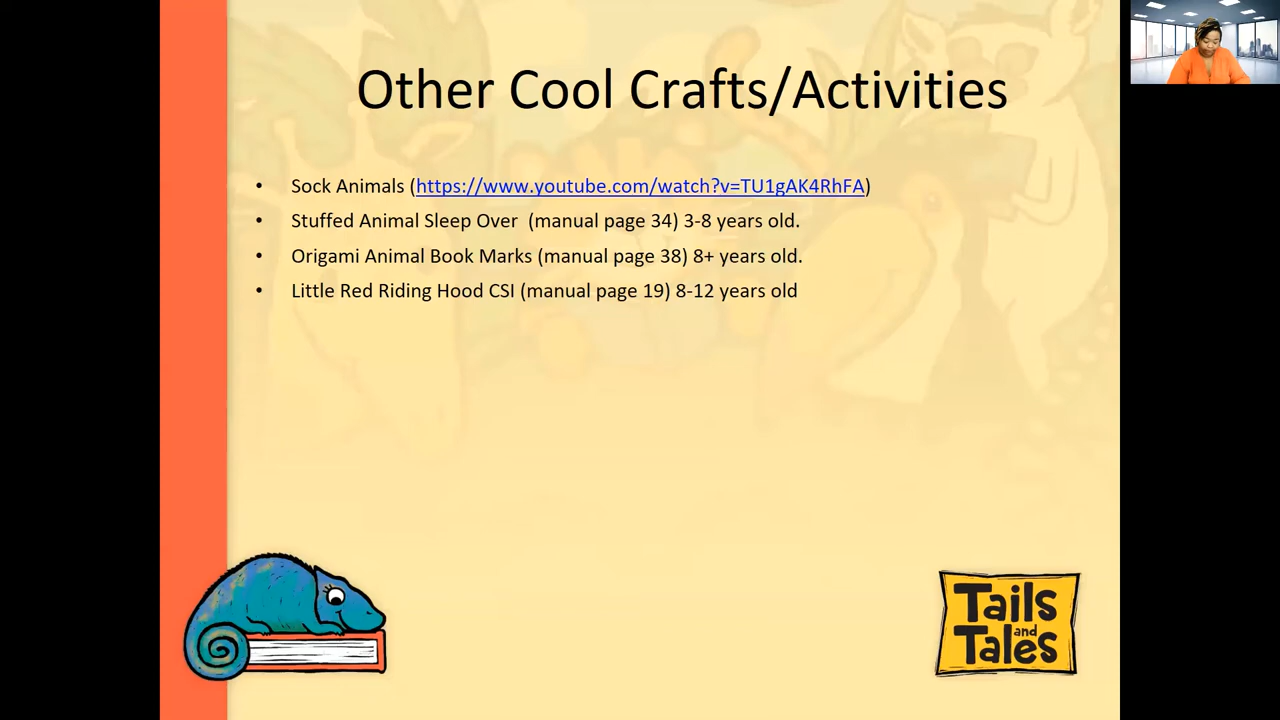 Other Cool Crafts/Activities
• Sock Animals (https://www.youtube.com/watch?v=TU1gAK4RhFA)
• Stuffed Animal Sleep Over  (manual page 34) 3-8 years old.
• Origami Animal Book Marks (manual page 38) 8+ years old.
• Little Red Riding Hood CSI (manual page 19) 8-12 years old
Tails
and
Tales